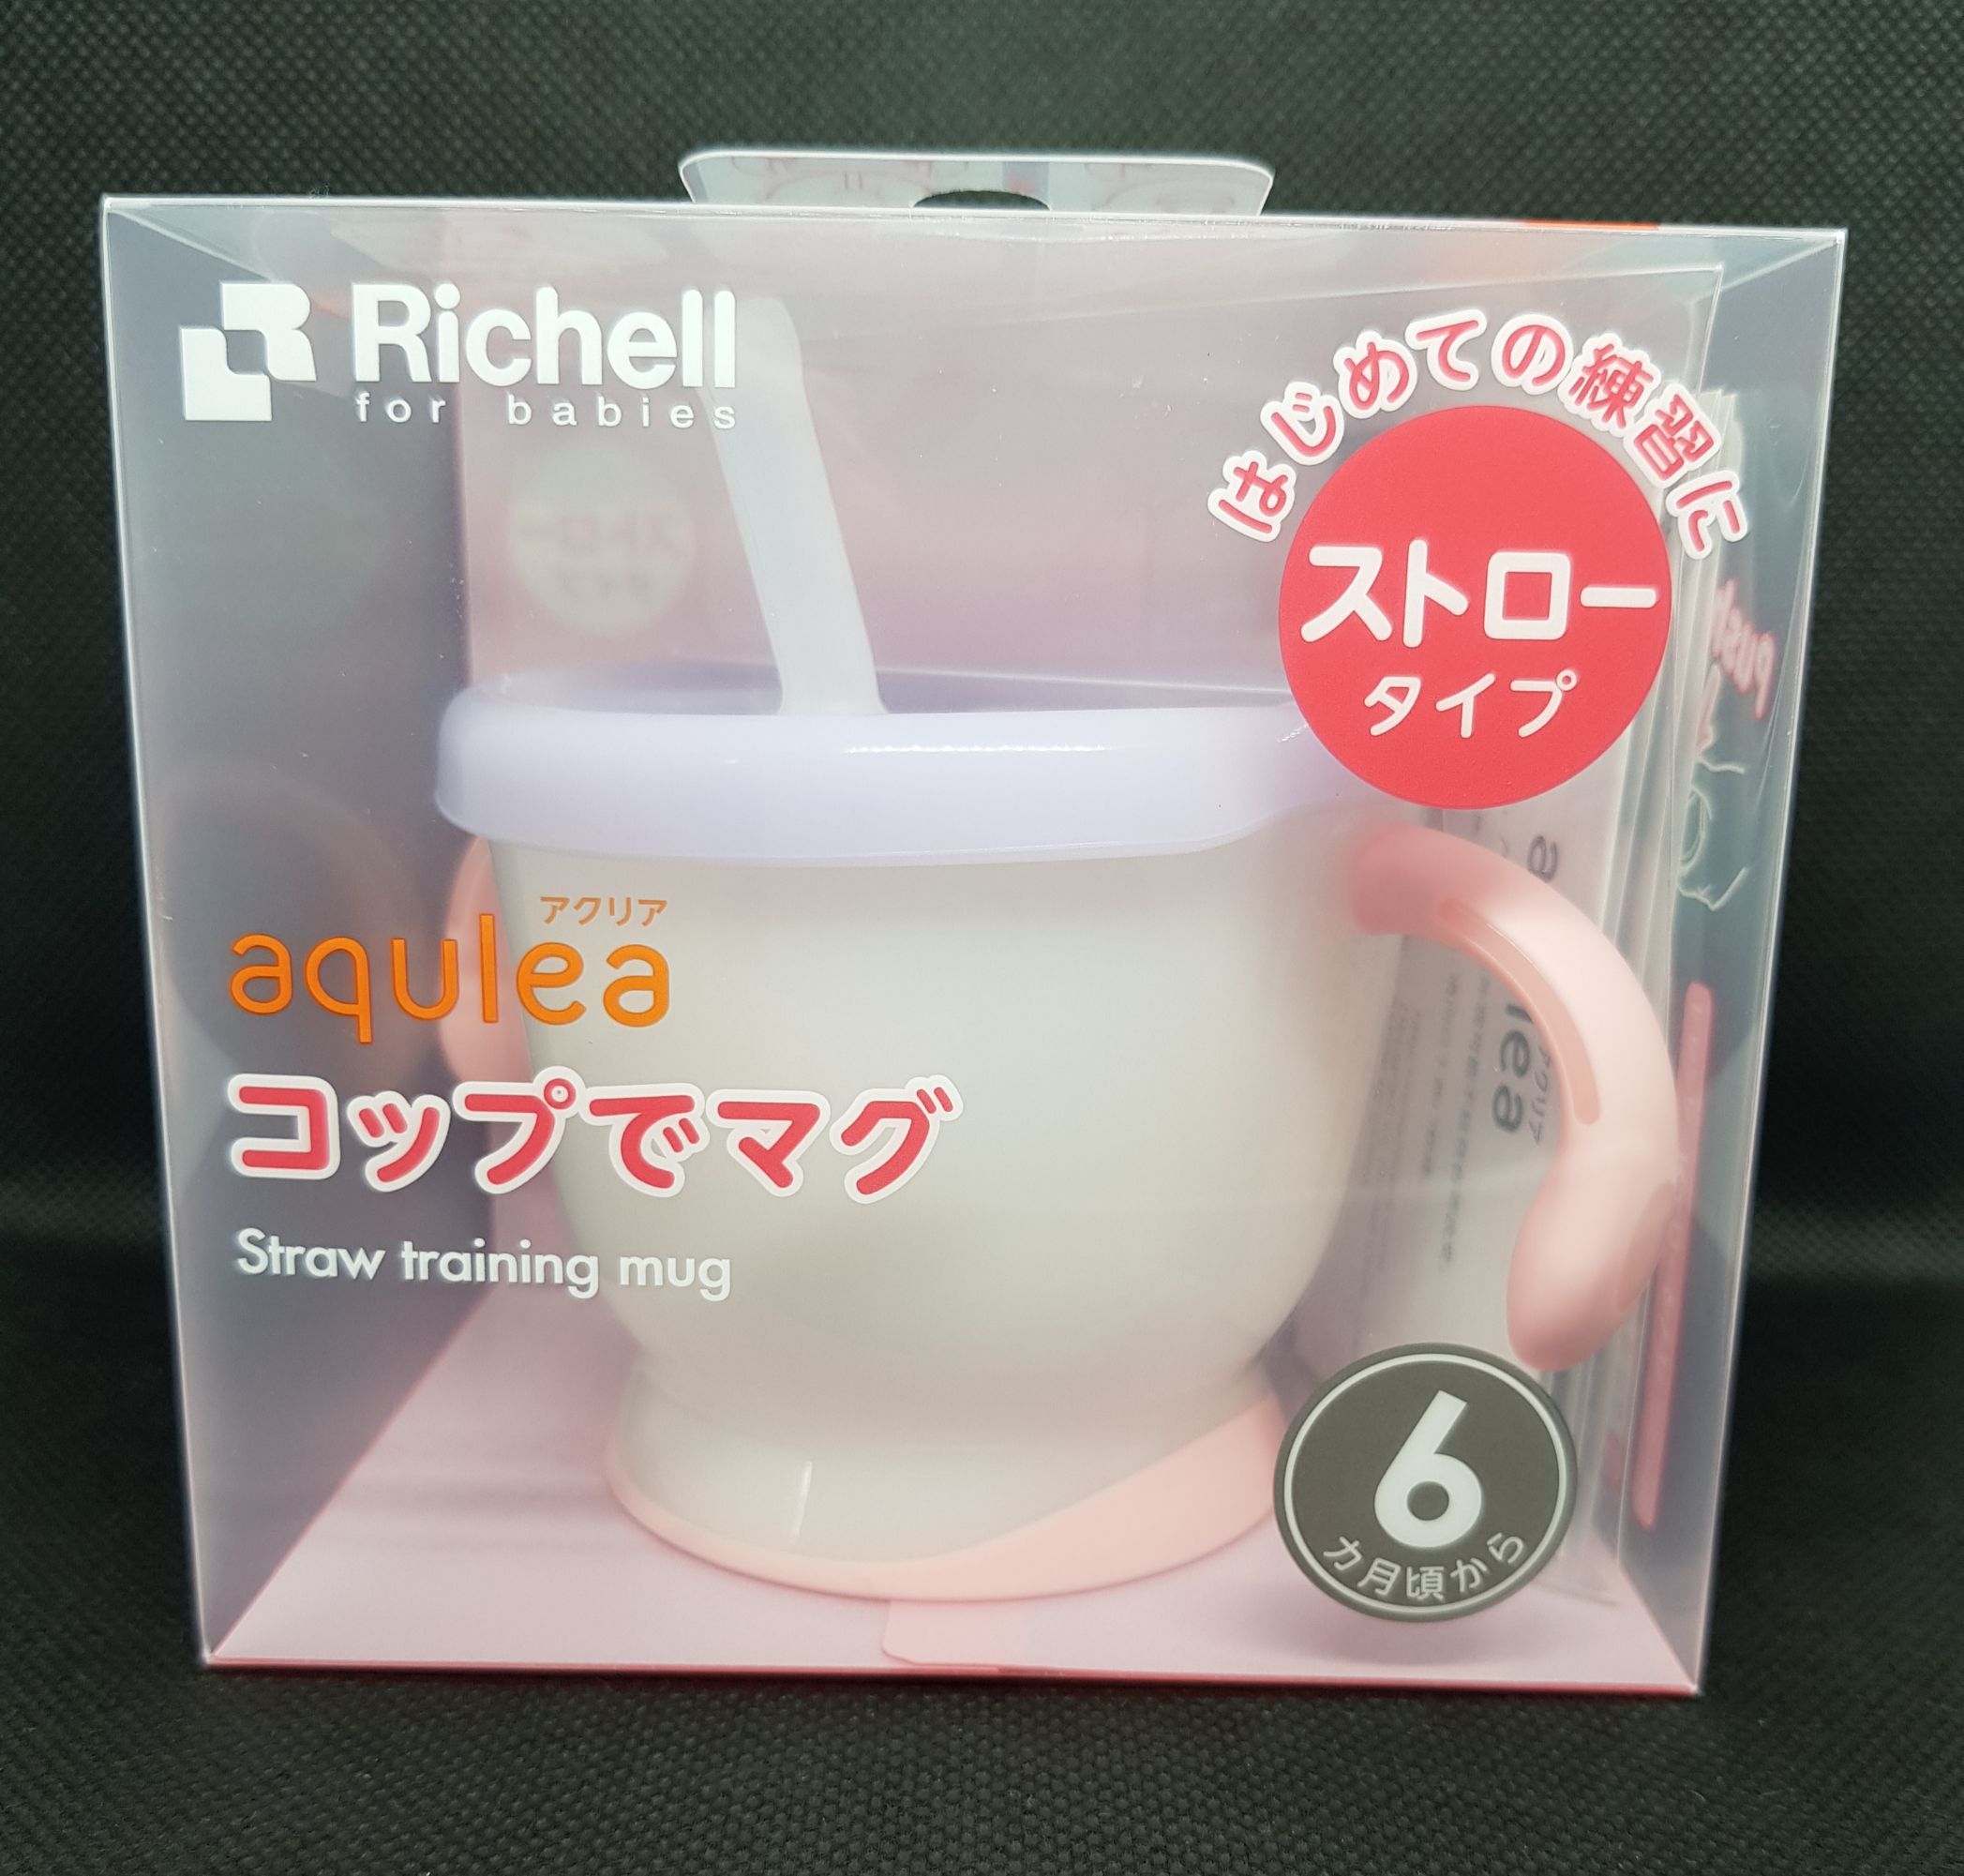 Richell
for babies
はじめての練習に
ストロー
タイプ
アクリア
aqulea
コップでマグ
Straw training mug
6
カ月頃から